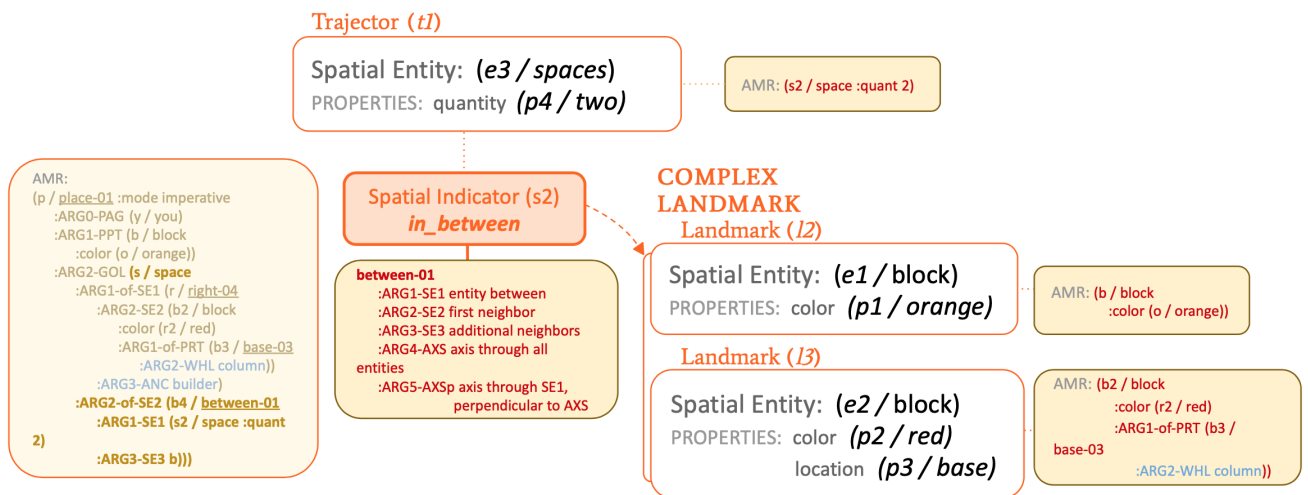 Trajector (t1)
Spatial Entity: (e3 / spaces)
PROPERTIES: quantity (p4 / two)
AMR: (s2 / space :quant 2)
AMR:
(p / place-01 :mode imperative
:ARG0-PAG (y / you)
:ARG1-PPT (b / block
:color (o / orange))
:ARG2-GOL (s / space
:ARG1-of-SE1 (r / right-04
:ARG2-SE2 (b2 / block
:color (r2 / red)
:ARG1-of-PRT (b3 / base-03
:ARG2-WHL column))
:ARG3-ANC builder)
:ARG2-of-SE2 (b4 / between-01
:ARG1-SE1 (s2 / space :quant
2)
:ARG3-SE3 b)))
Spatial Indicator (s2)
in_between
between-01
:ARG1-SE1 entity between
:ARG2-SE2 first neighbor
:ARG3-SE3 additional neighbors
:ARG4-AXS axis through all
entities
:ARG5-AXSp axis through SE1,
perpendicular to AXS
COMPLEX
LANDMARK
Landmark (l2)
Spatial Entity: (e1 / block)
PROPERTIES: color (p1 / orange)
AMR: (b / block
:color (o / orange))
Landmark (l3)
Spatial Entity: (e2 / block)
PROPERTIES: color (p2 / red)
location (p3 / base)
AMR: (b2 / block
:color (r2 / red)
:ARG1-of-PRT (b3 /
base-03
:ARG2-WHL column))